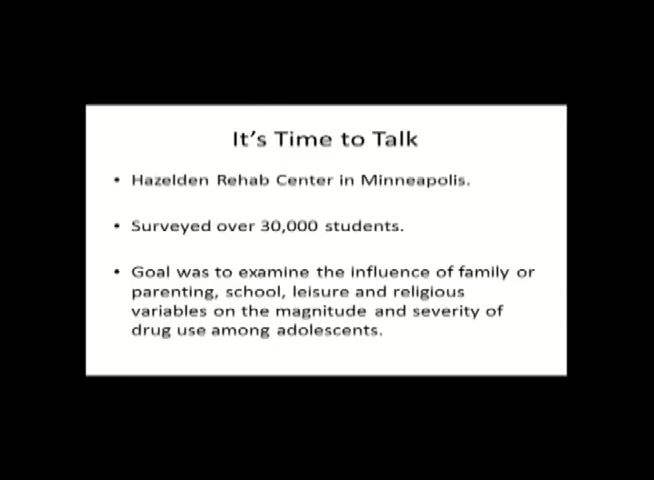 It's Time to Talk
• Hazelden Rehab Center in Minneapolis.
• Surveyed over 30,000 students.
• Goal was to examine the influence of family or
parenting, school, leisure and religious
variables on the magnitude and severity of
drug use among adolescents.